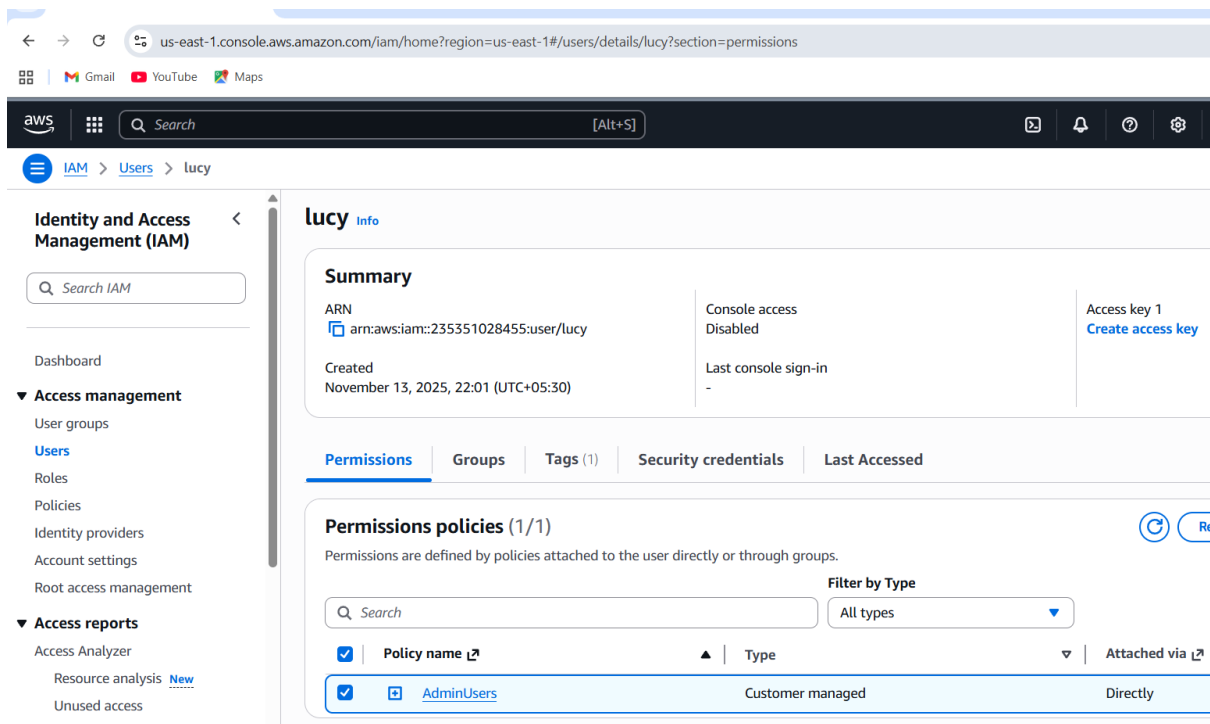 us-east-1.console.aws.amazon.com/iam/home?region=us-east-1#/users/details/lucy?section=permissions
Gmail YouTube Maps
aws Search [Alt+S]
IAM > Users > lucy
Identity and Access
Management (IAM)
Search IAM
Dashboard
Access management
User groups
Users
Roles
Policies
Identity providers
Account settings
Root access management
Access reports
Access Analyzer
Resource analysis New
Unused access
lucy Info
Summary
ARN
arn:aws:iam::235351028455:user/lucy
Created
November 13, 2025, 22:01 (UTC+05:30)
Console access
Disabled
Last console sign-in
-
Access key 1
Create access key
Permissions Groups Tags (1) Security credentials Last Accessed
Permissions policies (1/1)
Permissions are defined by policies attached to the user directly or through groups.
Filter by Type
Search All types
Policy name Type Attached via
AdminUsers Customer managed Directly